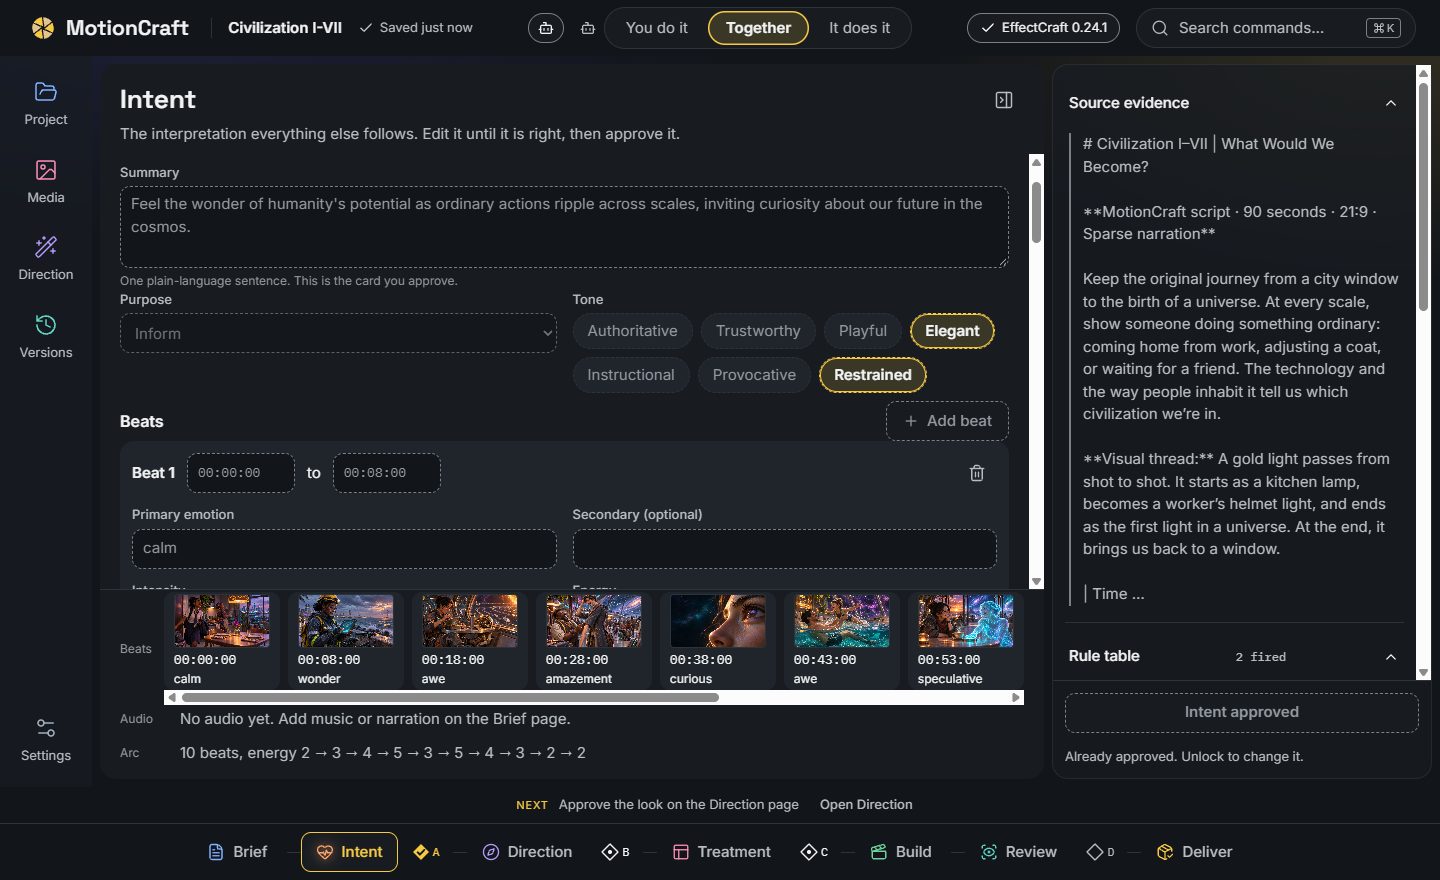 MotionCraft
Civilization I-VII
Saved just now
You do it
Together
It does it
EffectCraft 0.24.1
Search commands...
⌘K
Project
Media
Direction
Versions
Settings
Intent
The interpretation everything else follows. Edit it until it is right, then approve it.
Summary
Feel the wonder of humanity's potential as ordinary actions ripple across scales, inviting curiosity about our future in the
cosmos.
One plain-language sentence. This is the card you approve.
Purpose
Inform
Tone
Authoritative
Trustworthy
Playful
Elegant
Instructional
Provocative
Restrained
Beats
+ Add beat
Beat 1
00:00:00
to
00:08:00
Primary emotion
calm
Secondary (optional)
Intensity
Energy
Beats
00:00:00
calm
00:08:00
wonder
00:18:00
awe
00:28:00
amazement
00:38:00
curious
00:43:00
awe
00:53:00
speculative
Audio
No audio yet. Add music or narration on the Brief page.
Arc
10 beats, energy 2 → 3 → 4 → 5 → 3 → 5 → 4 → 3 → 2 → 2
Source evidence
# Civilization I–VII | What Would We
Become?
**MotionCraft script · 90 seconds · 21:9 ·
Sparse narration**
Keep the original journey from a city window
to the birth of a universe. At every scale,
show someone doing something ordinary:
coming home from work, adjusting a coat,
or waiting for a friend. The technology and
the way people inhabit it tell us which
civilization we’re in.
**Visual thread:** A gold light passes from
shot to shot. It starts as a kitchen lamp,
becomes a worker’s helmet light, and ends
as the first light in a universe. At the end, it
brings us back to a window.
| Time ...
Rule table
2 fired
Intent approved
Already approved. Unlock to change it.
NEXT
Approve the look on the Direction page
Open Direction
Brief
Intent
A
Direction
B
Treatment
C
Build
Review
D
Deliver